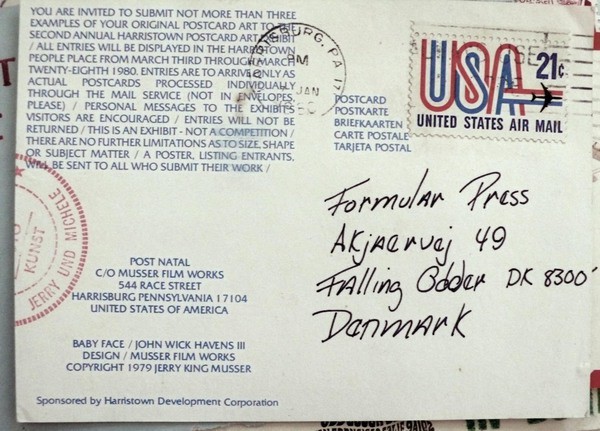 YOU ARE INVITED TO SUBMIT NOT MORE THAN THREE
EXAMPLES OF YOUR ORIGINAL POSTCARD ART TO THE
SECOND ANNUAL HARRISTOWN POSTCARD ART EXHIBIT
/ ALL ENTRIES WILL BE DISPLAYED IN THE HARRISTOWN
PEOPLE PLACE FROM MARCH THIRD THROUGH MARCH
TWENTY-EIGHTH 1980. ENTRIES ARE TO ARRIVE ONLY AS
ACTUAL POSTCARDS PROCESSED INDIVIDUALLY
THROUGH THE MAIL SERVICE (NOT IN ENVELOPES,
PLEASE) / PERSONAL MESSAGES TO THE EXHIBIT'S
VISITORS ARE ENCOURAGED / ENTRIES WILL NOT BE
RETURNED / THIS IS AN EXHIBIT - NOT A COMPETITION /
THERE ARE NO FURTHER LIMITATIONS AS TO SIZE, SHAPE
OR SUBJECT MATTER / A POSTER, LISTING ENTRANTS,
WILL BE SENT TO ALL WHO SUBMIT THEIR WORK /
HARRISBURG, PA
PM
JAN
USA 21c
UNITED STATES AIR MAIL
POSTCARD
POSTKARTE
BRIEFKAARTEN
CARTE POSTALE
TARJETA POSTAL
Formular Press
Akjaervej 49
Falling Odder DK 8300
Denmark
KUNST
JERRY UND MICHELE
POST NATAL
C/O MUSSER FILM WORKS
544 RACE STREET
HARRISBURG PENNSYLVANIA 17104
UNITED STATES OF AMERICA
BABY FACE / JOHN WICK HAVENS III
DESIGN / MUSSER FILM WORKS
COPYRIGHT 1979 JERRY KING MUSSER
Sponsored by Harristown Development Corporation